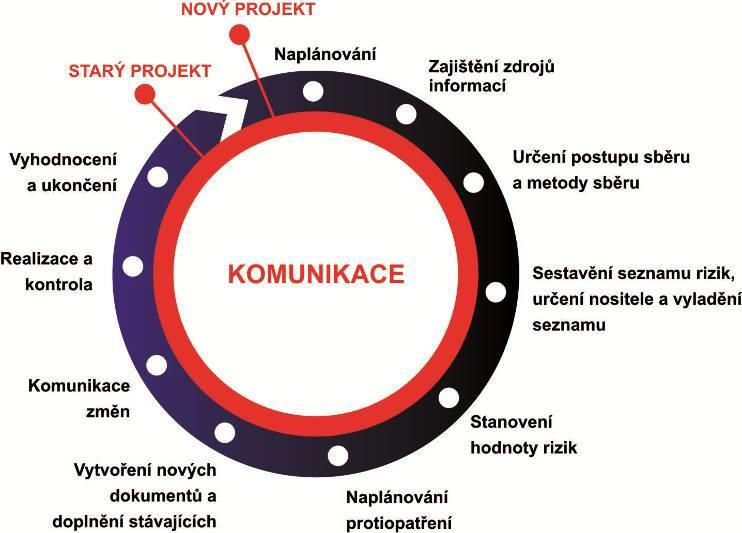 NOVÝ PROJEKT
STARÝ PROJEKT
Naplánování
Zajištění zdrojů
informací
Určení postupu sběru
a metody sběru
Sestavění seznamu rizik,
určení nositele a vyladění
seznamu
Stanovení
hodnoty rizik
Naplánování
protiopatření
Vytvoření nových
dokumentů a
doplnění stávajících
Komunikace
změn
Realizace a
kontrola
Vyhodnocení
a ukončení
KOMUNIKACE